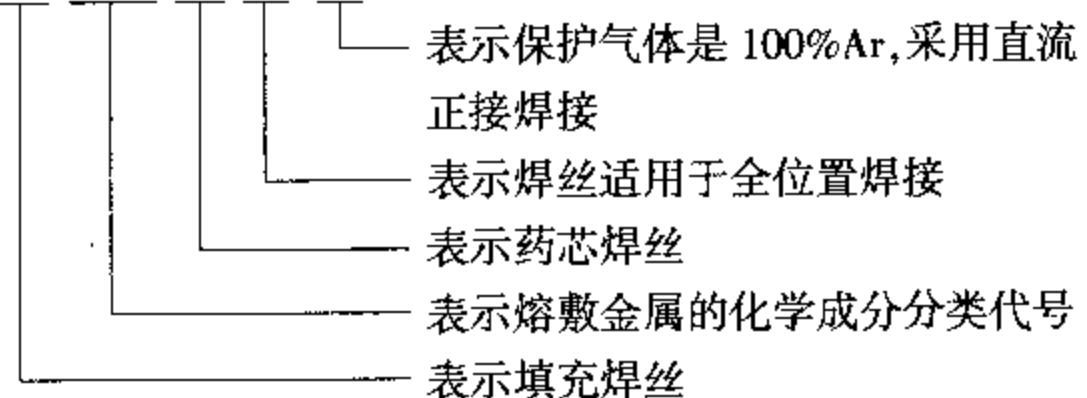 表示保护气体是100%Ar,采用直流
正接焊接
表示焊丝适用于全位置焊接
表示药芯焊丝
表示熔敷金属的化学成分分类代号
表示填充焊丝